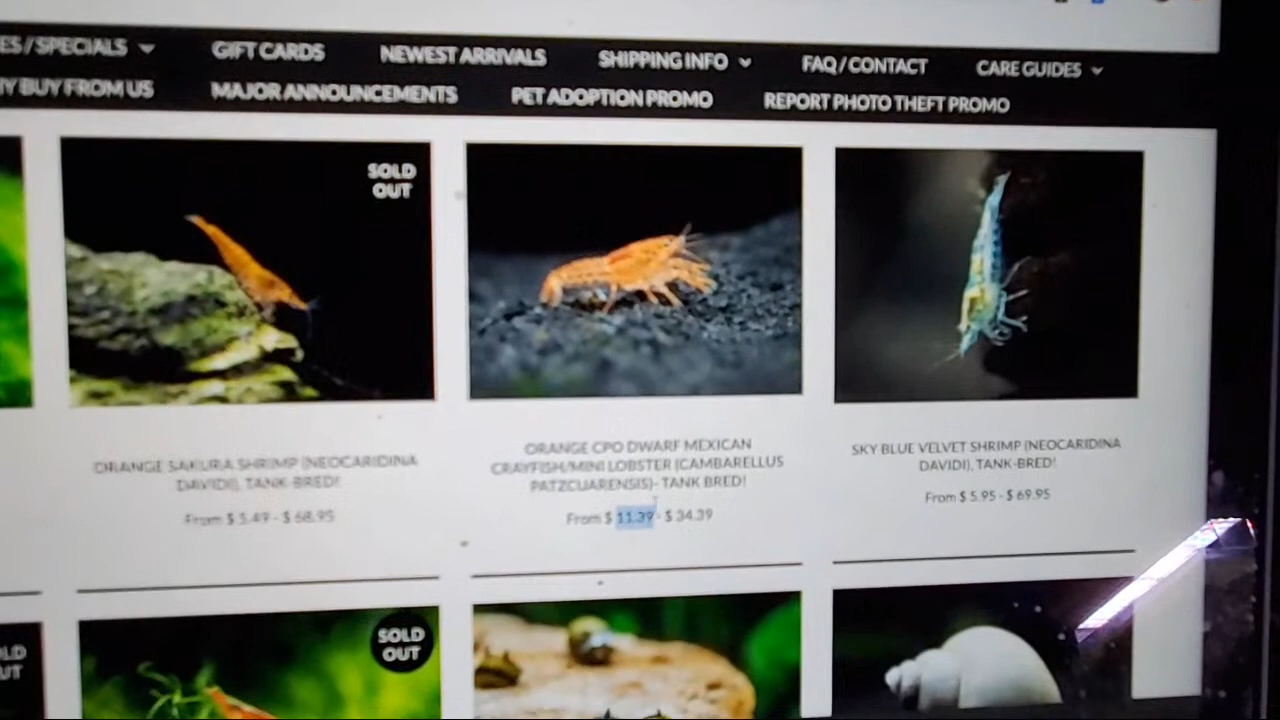 ES / SPECIALS GIFT CARDS NEWEST ARRIVALS SHIPPING INFO FAQ / CONTACT CARE GUIDES
Y BUY FROM US MAJOR ANNOUNCEMENTS PET ADOPTION PROMO REPORT PHOTO THEFT PROMO
SOLD
OUT
ORANGE SAKURA SHRIMP (NEOCARIDINA
DAVIDI), TANK-BRED!
From $ 5.49 - $ 68.95
ORANGE CPO DWARF MEXICAN
CRAYFISH/MINI LOBSTER (CAMBARELLUS
PATZCUARENSIS)- TANK BRED!
From $ 11.39 - $ 34.39
SKY BLUE VELVET SHRIMP (NEOCARIDINA
DAVIDI), TANK-BRED!
From $ 5.95 - $ 69.95
LD
UT
SOLD
OUT